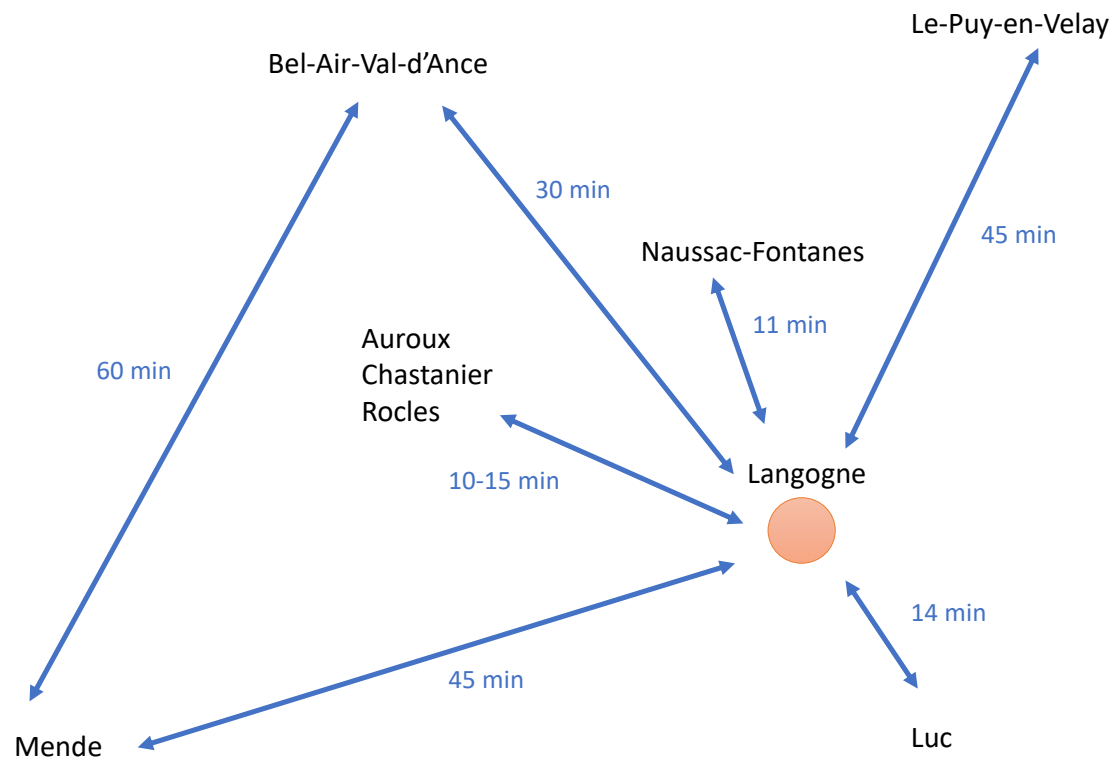 Le-Puy-en-Velay
Bel-Air-Val-d'Ance
30 min
45 min
Naussac-Fontanes
11 min
Auroux
Chastanier
Rocles
60 min
10-15 min
Langogne
14 min
45 min
Luc
Mende